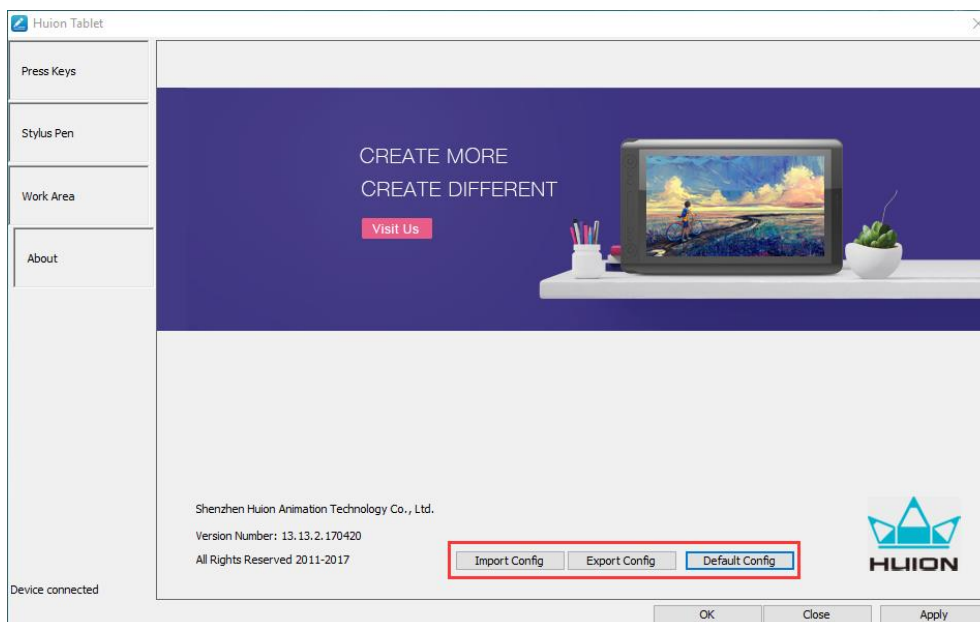 Huion Tablet
Press Keys
Stylus Pen
Work Area
About
CREATE MORE
CREATE DIFFERENT
Visit Us
Shenzhen Huion Animation Technology Co., Ltd.
Version Number: 13.13.2.170420
All Rights Reserved 2011-2017
Import Config
Export Config
Default Config
HUION
Device connected
OK
Close
Apply